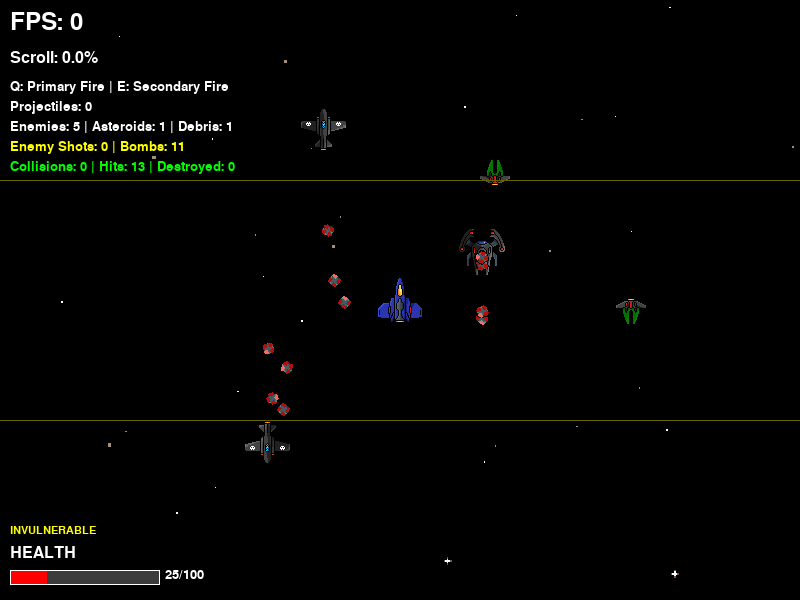 FPS: 0
Scroll: 0.0%
Q: Primary Fire | E: Secondary Fire
Projectiles: 0
Enemies: 5 | Asteroids: 1 | Debris: 1
Enemy Shots: 0 | Bombs: 11
Collisions: 0 | Hits: 13 | Destroyed: 0
INVULNERABLE
HEALTH
25/100